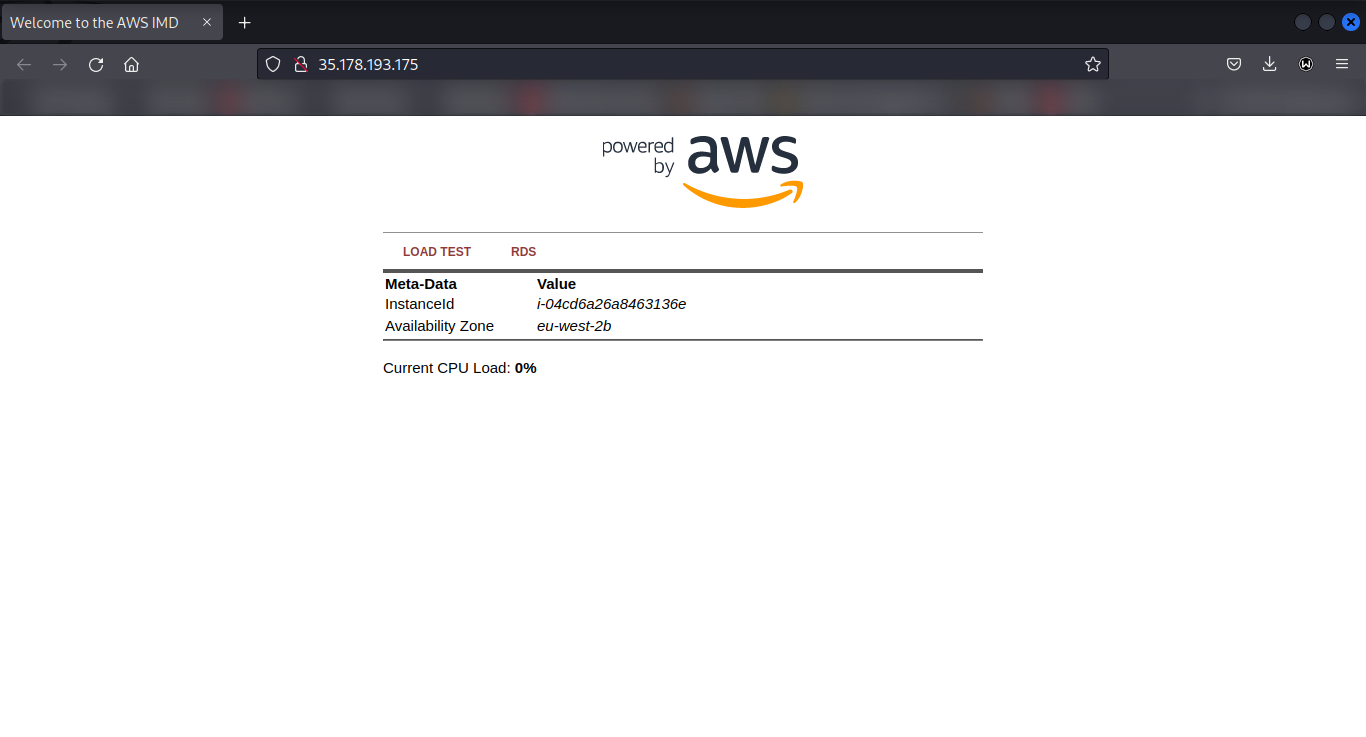 Welcome to the AWS IMD
35.178.193.175
powered
by
aws
LOAD TEST RDS
Meta-Data Value
InstanceId i-04cd6a26a8463136e
Availability Zone eu-west-2b
Current CPU Load: 0%